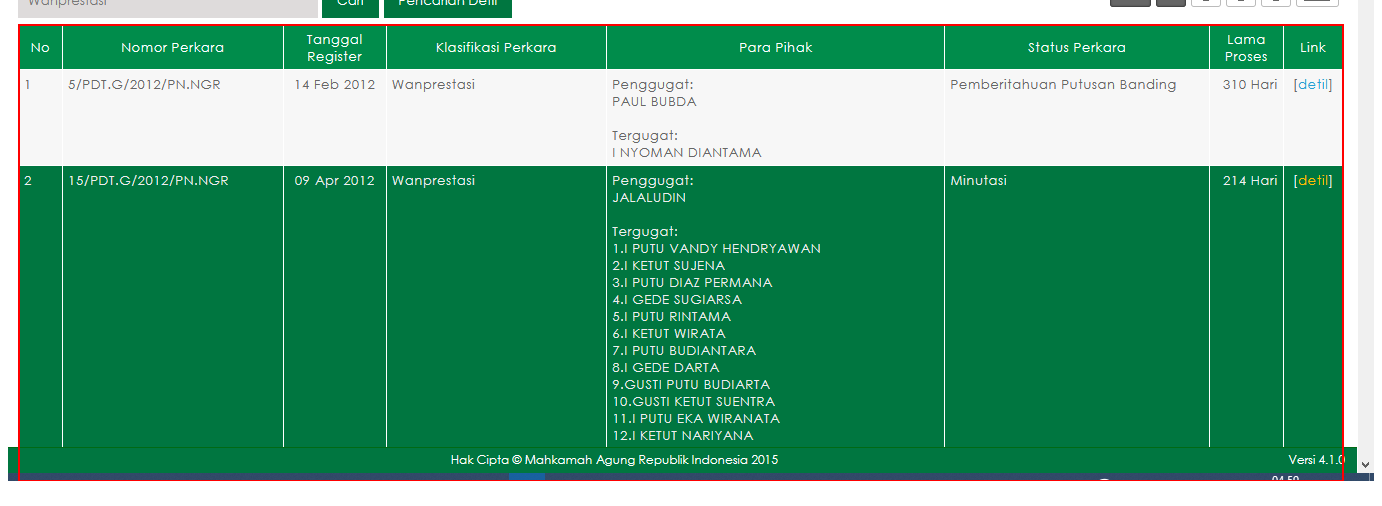 Wanprestasi Cari Pencarian Detil
No Nomor Perkara Tanggal Register Klasifikasi Perkara Para Pihak Status Perkara Lama Proses Link
1 5/PDT.G/2012/PN.NGR 14 Feb 2012 Wanprestasi Penggugat: Pemberitahuan Putusan Banding 310 Hari [detil]
PAUL BUBDA
Tergugat:
I NYOMAN DIANTAMA
2 15/PDT.G/2012/PN.NGR 09 Apr 2012 Wanprestasi Penggugat: Minutasi 214 Hari [detil]
JALALUDIN
Tergugat:
1.I PUTU VANDY HENDRYAWAN
2.I KETUT SUJENA
3.I PUTU DIAZ PERMANA
4.I GEDE SUGIARSA
5.I PUTU RINTAMA
6.I KETUT WIRATA
7.I PUTU BUDIANTARA
8.I GEDE DARTA
9.GUSTI PUTU BUDIARTA
10.GUSTI KETUT SUENTRA
11.I PUTU EKA WIRANATA
12.I KETUT NARIYANA
Hak Cipta © Mahkamah Agung Republik Indonesia 2015 Versi 4.1.0